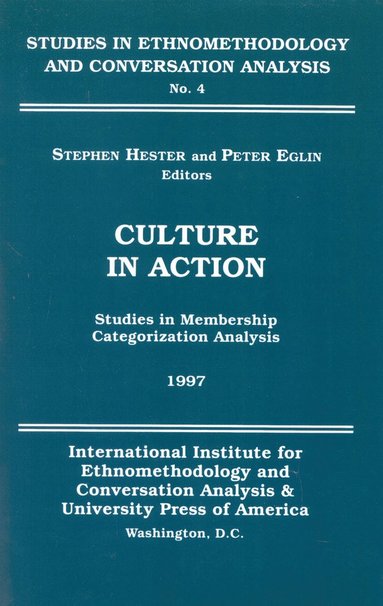 STUDIES IN ETHNOMETHODOLOGY
AND CONVERSATION ANALYSIS
No. 4
STEPHEN HESTER and PETER EGLIN
Editors
CULTURE
IN ACTION
Studies in Membership
Categorization Analysis
1997
International Institute for
Ethnomethodology and
Conversation Analysis &
University Press of America
Washington, D.C.